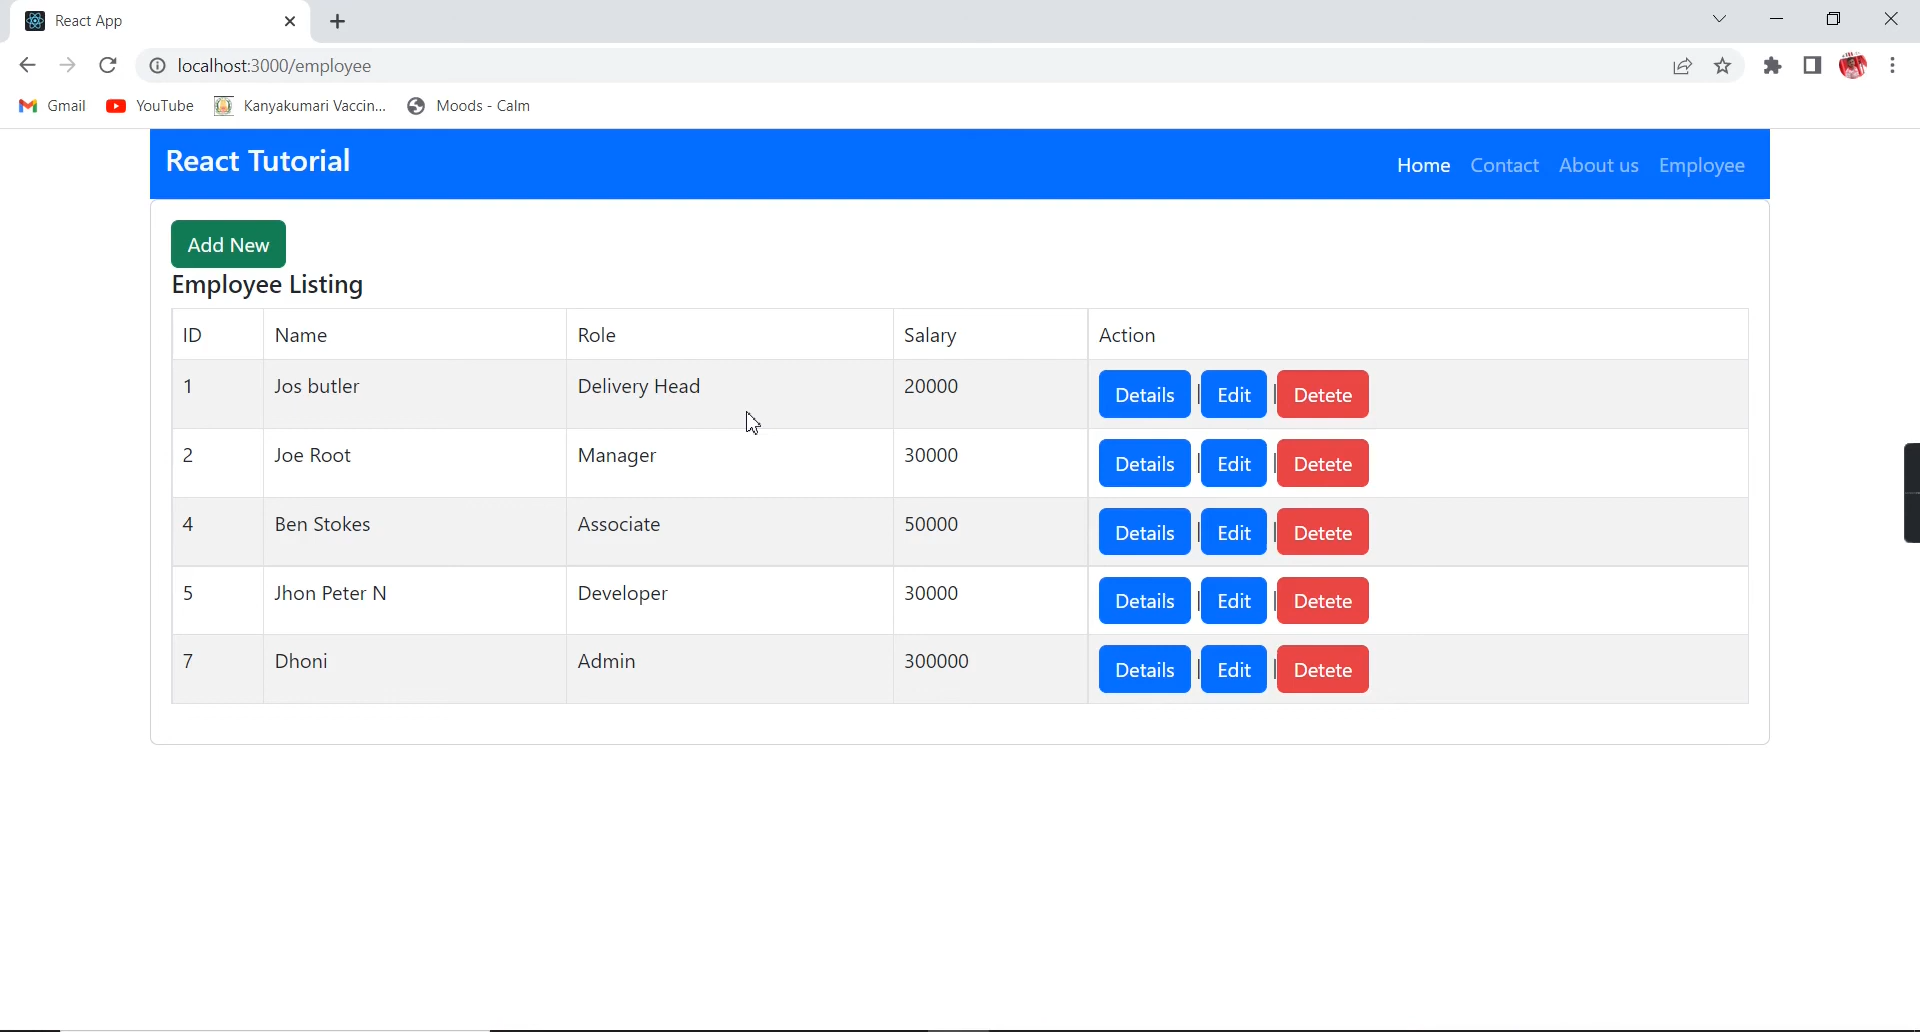 React App
localhost:3000/employee
Gmail YouTube Kanyakumari Vaccin... Moods - Calm
React Tutorial Home Contact About us Employee
Add New
Employee Listing
ID Name Role Salary Action
1 Jos butler Delivery Head 20000 Details | Edit | Detete
2 Joe Root Manager 30000 Details | Edit | Detete
4 Ben Stokes Associate 50000 Details | Edit | Detete
5 Jhon Peter N Developer 30000 Details | Edit | Detete
7 Dhoni Admin 300000 Details | Edit | Detete